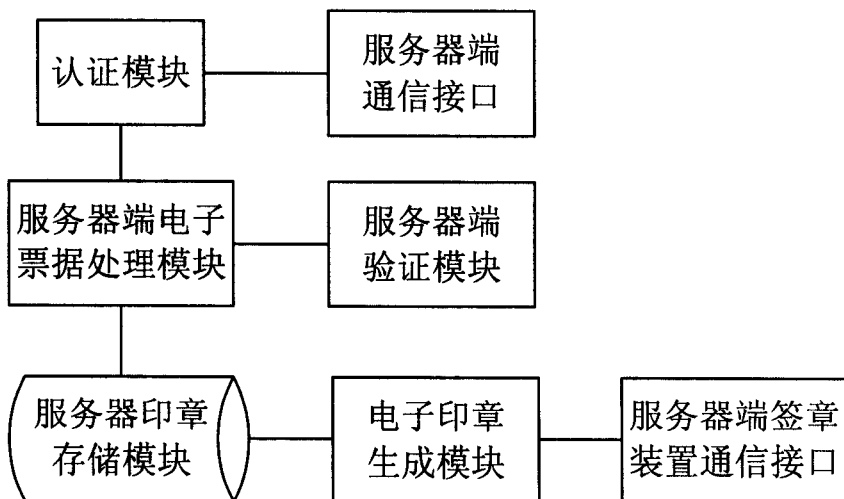 认证模块
服务器端
通信接口
服务器端电子
票据处理模块
服务器端
验证模块
服务器印章
存储模块
电子印章
生成模块
服务器端签章
装置通信接口